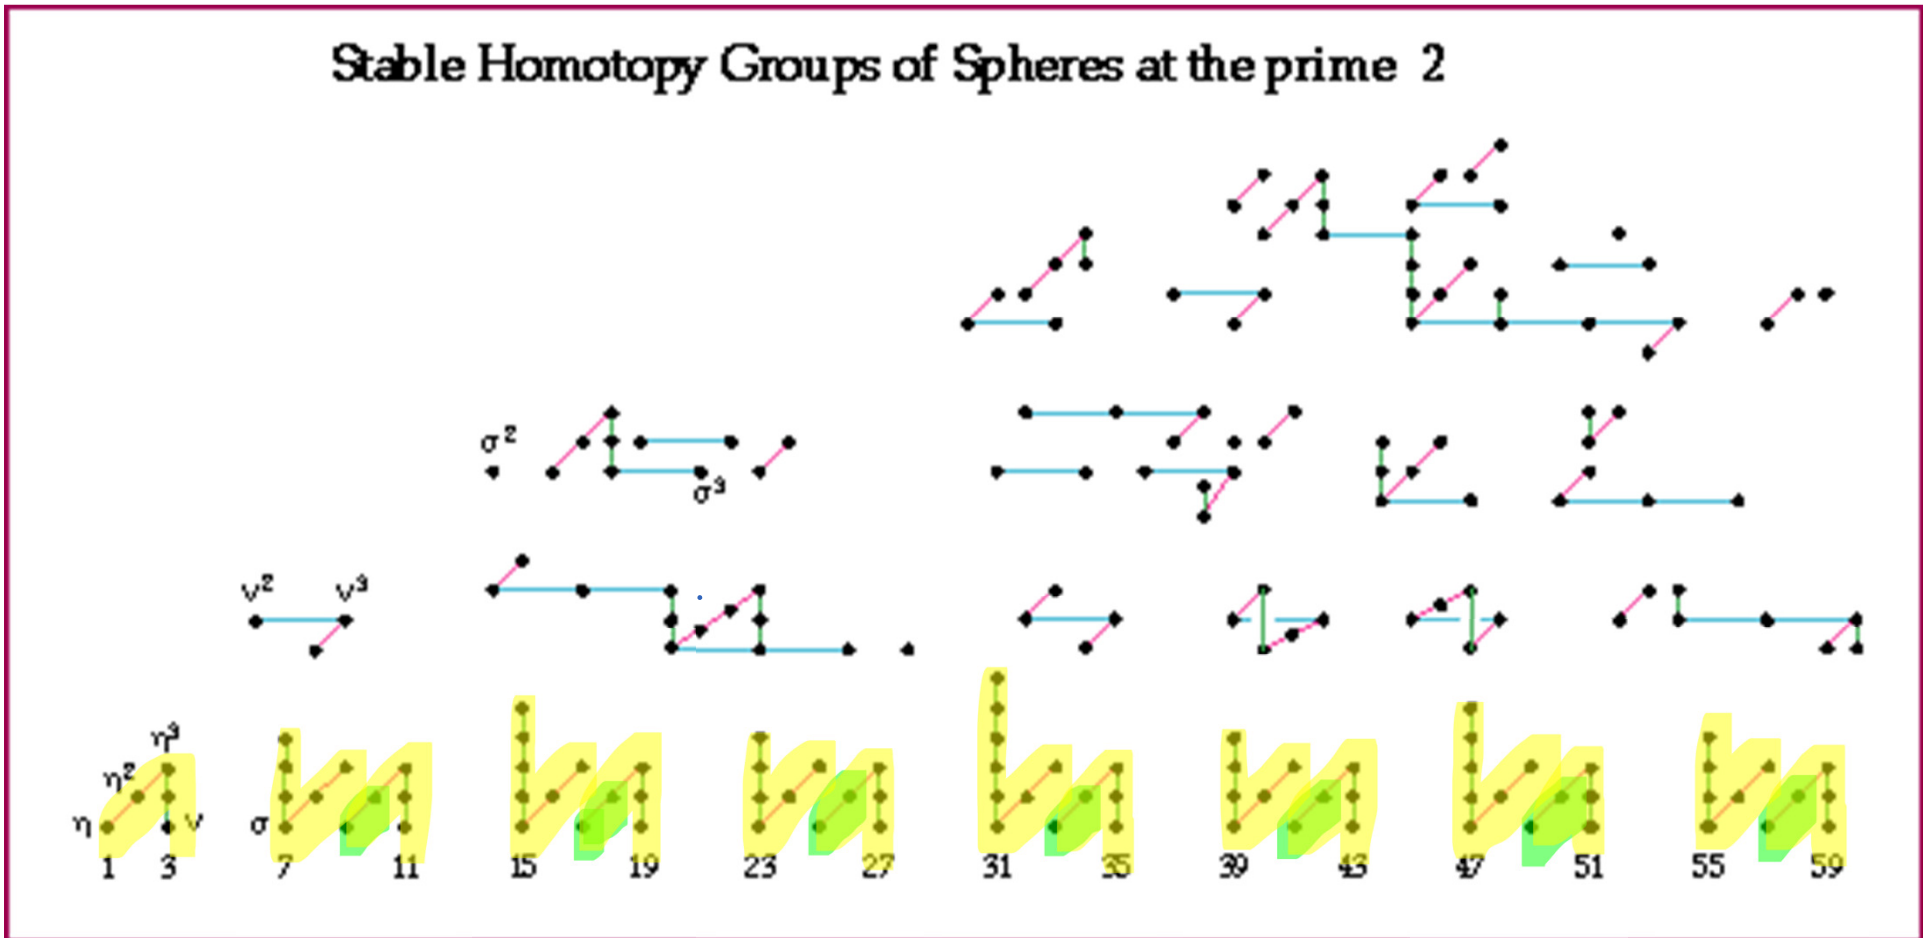 Stable Homotopy Groups of Spheres at the prime 2
σ²
σ³
ν² ν³
η³
η²
η ν σ
1 3 7 11 15 19 23 27 31 35 39 43 47 51 55 59